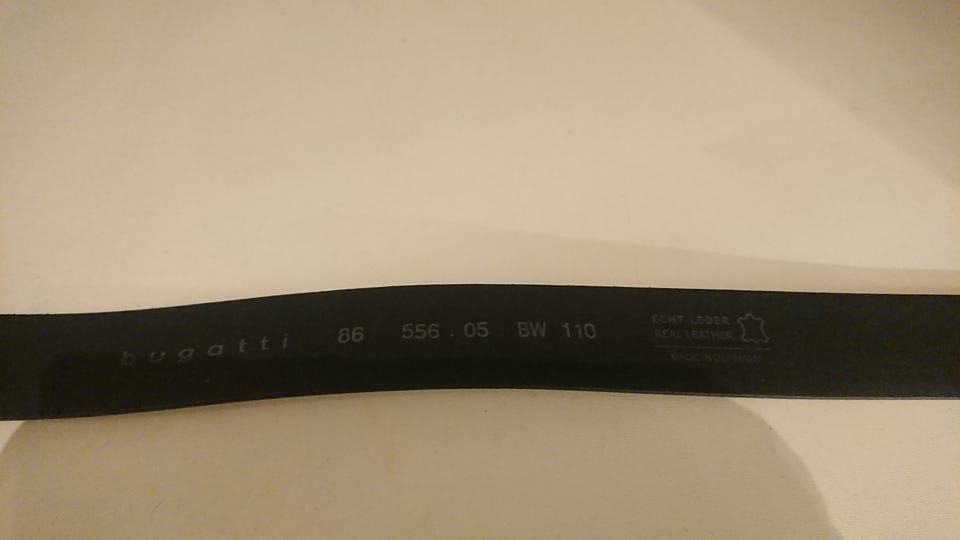 bugatti 86 556.05 BW 110
ECHT LEDER
REAL LEATHER
MADE IN GERMANY